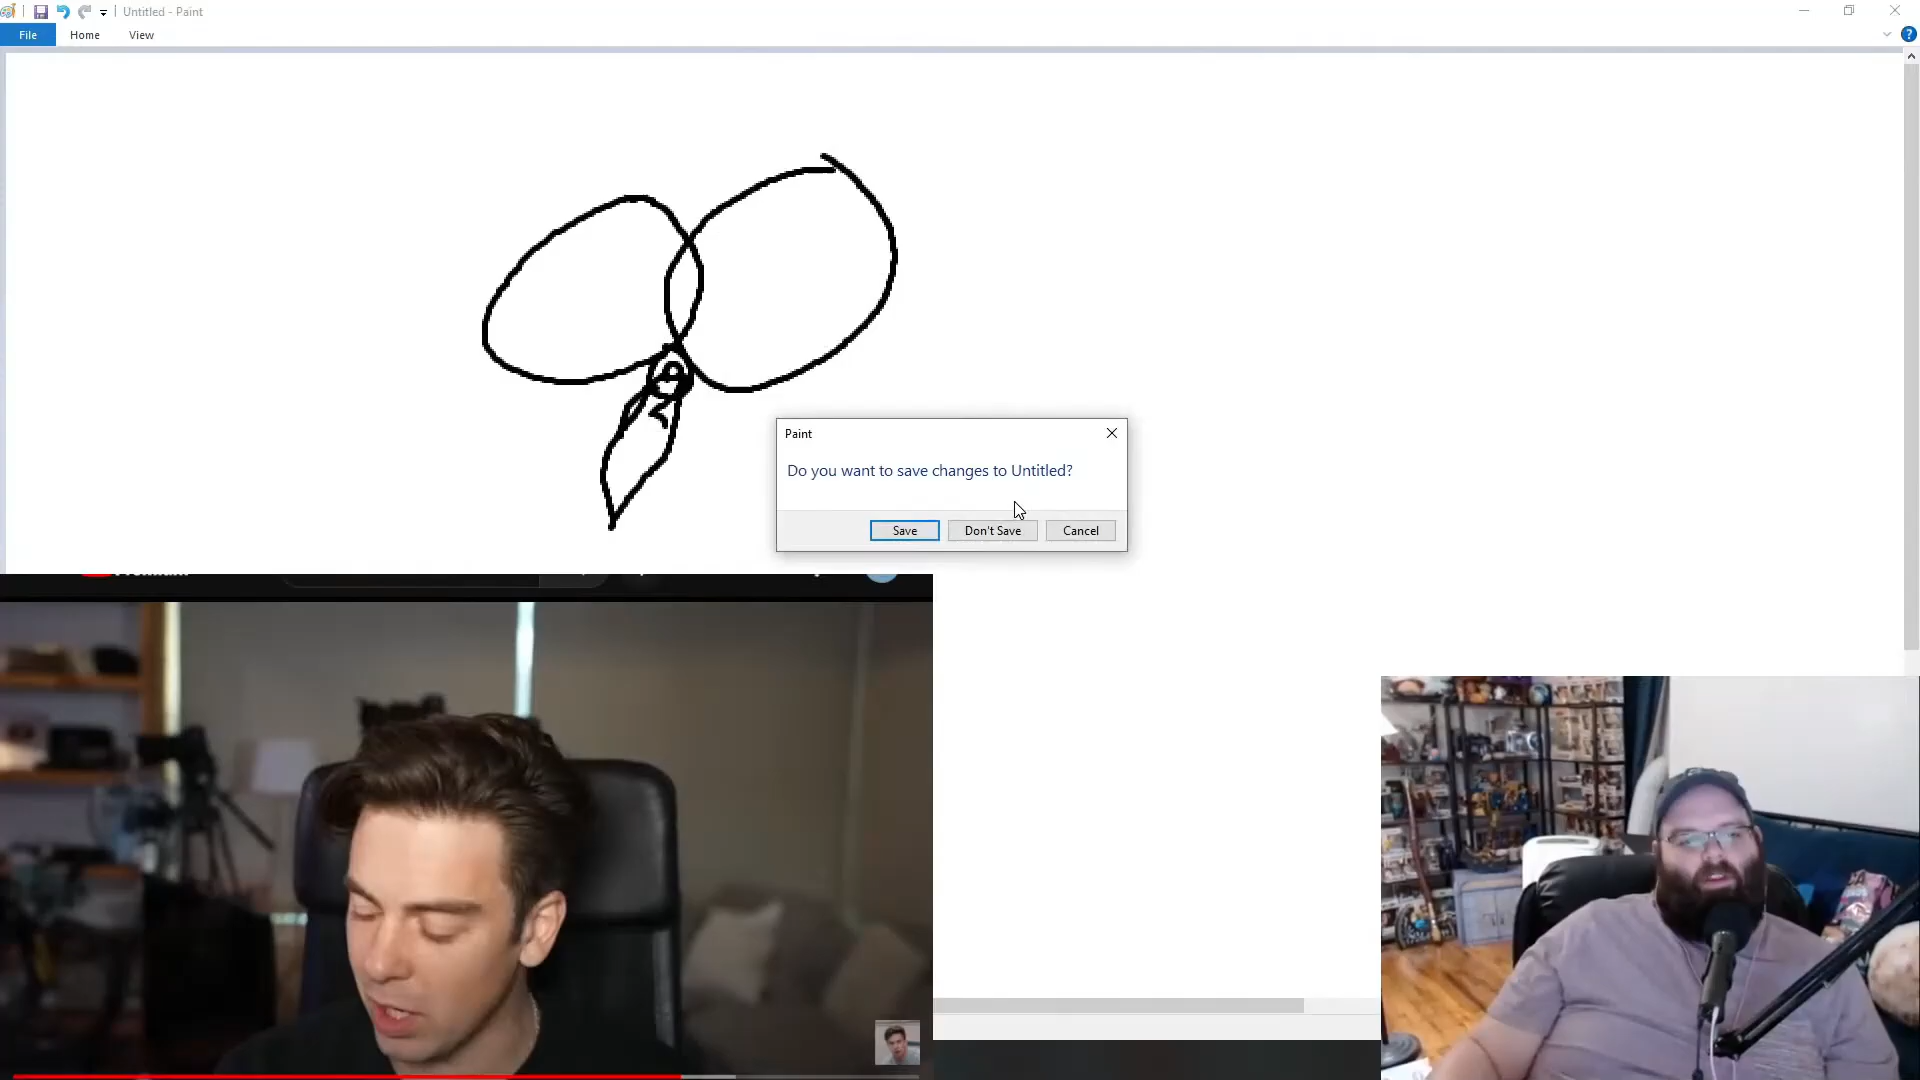 Untitled - Paint
File Home View
Paint
Do you want to save changes to Untitled?
Save Don't Save Cancel